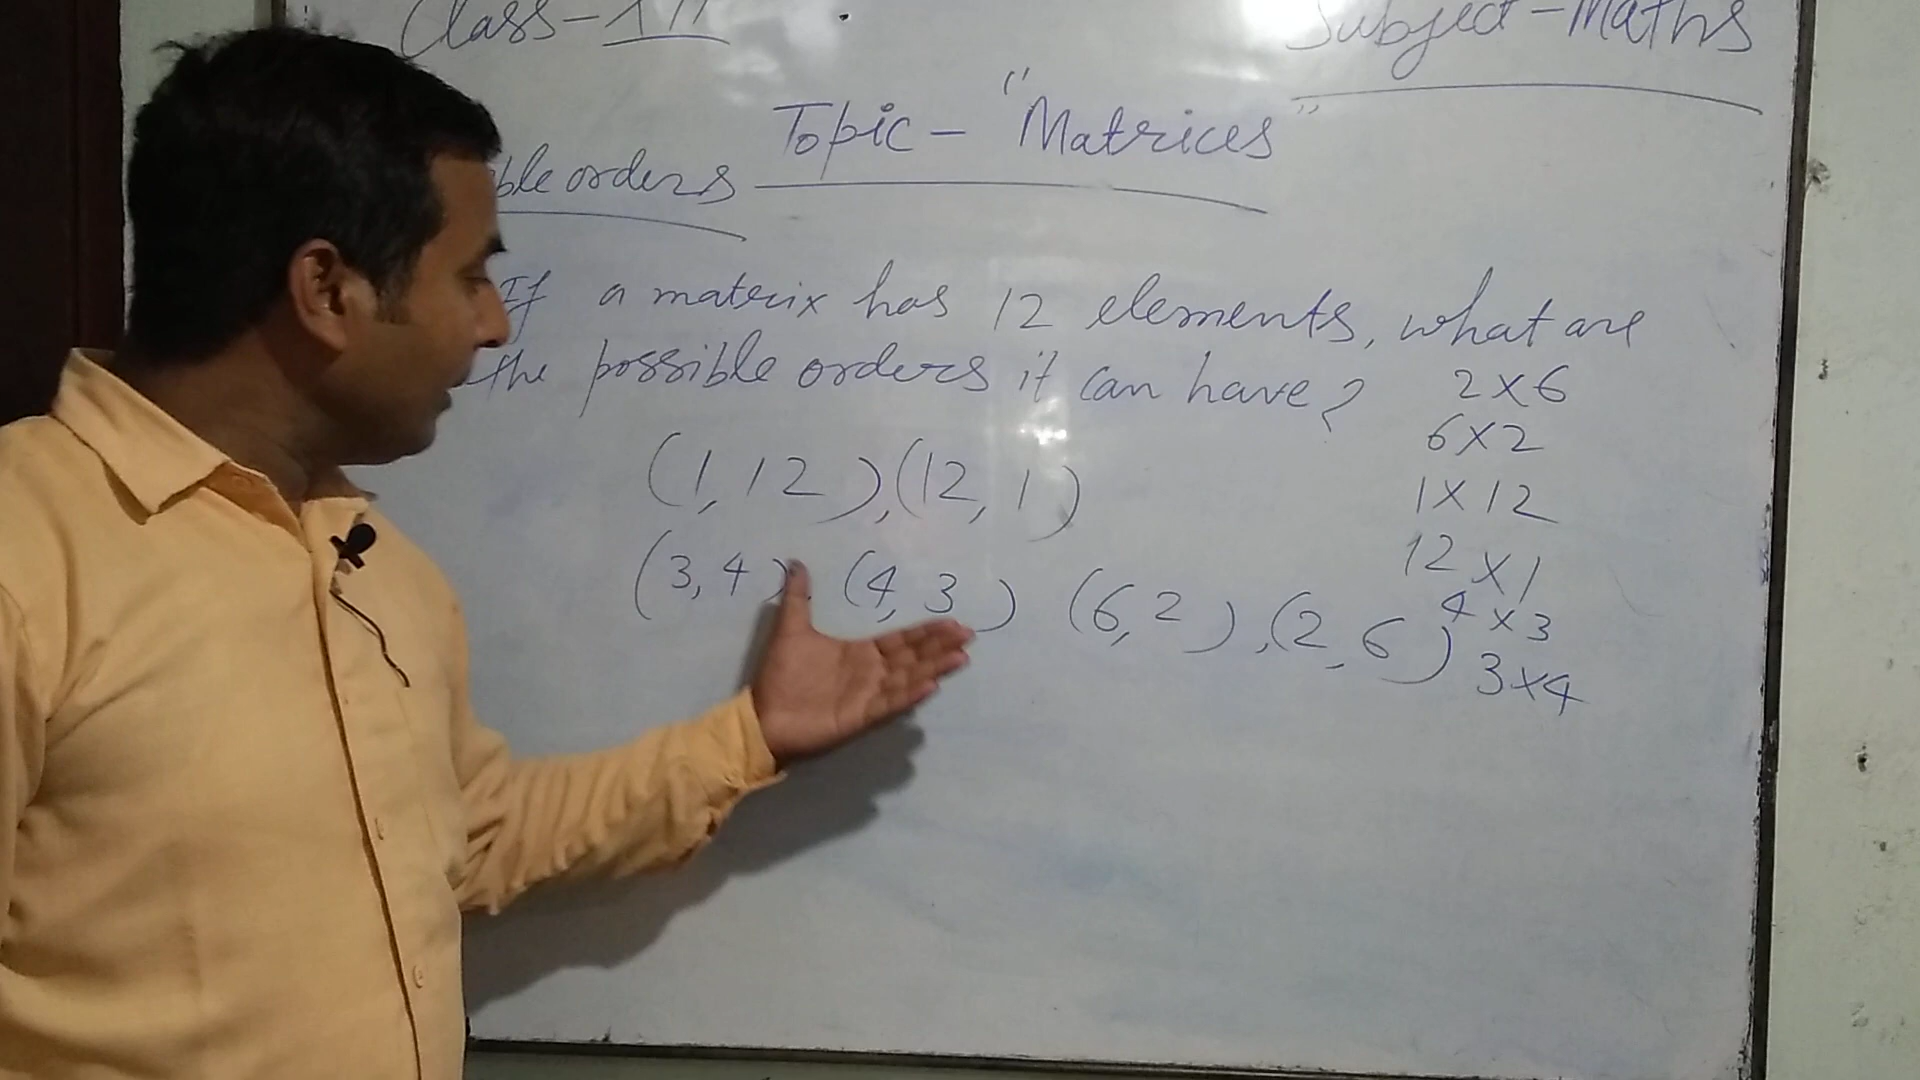 Class - XII
Subject - Maths
Topic - "Matrices"
ble orders
If a matrix has 12 elements, what are
the possible orders it can have?
2 x 6
6 x 2
1 x 12
12 x 1
4 x 3
3 x 4
(1, 12), (12, 1)
(3, 4), (4, 3) (6, 2), (2, 6)